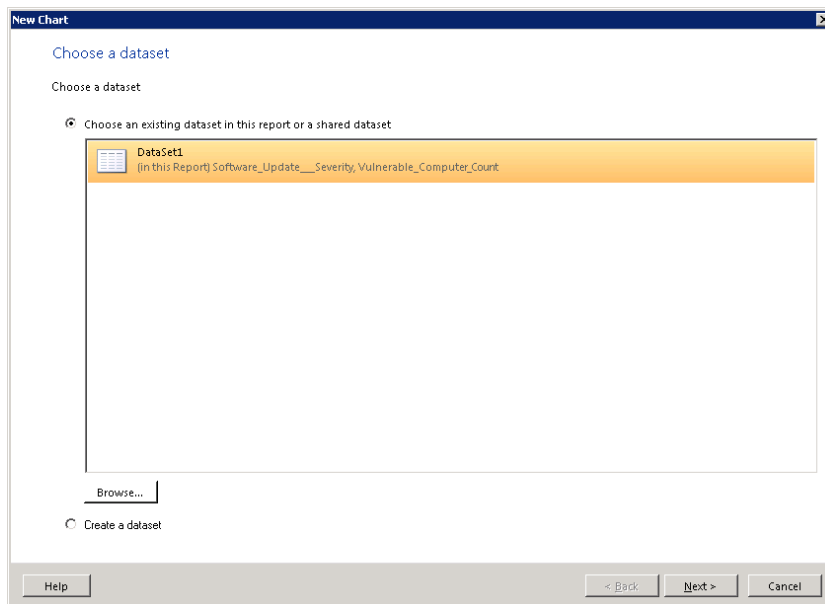 New Chart
Choose a dataset
Choose a dataset
Choose an existing dataset in this report or a shared dataset
DataSet1
(in this Report) Software_Update___Severity, Vulnerable_Computer_Count
Browse...
Create a dataset
Help
< Back
Next >
Cancel